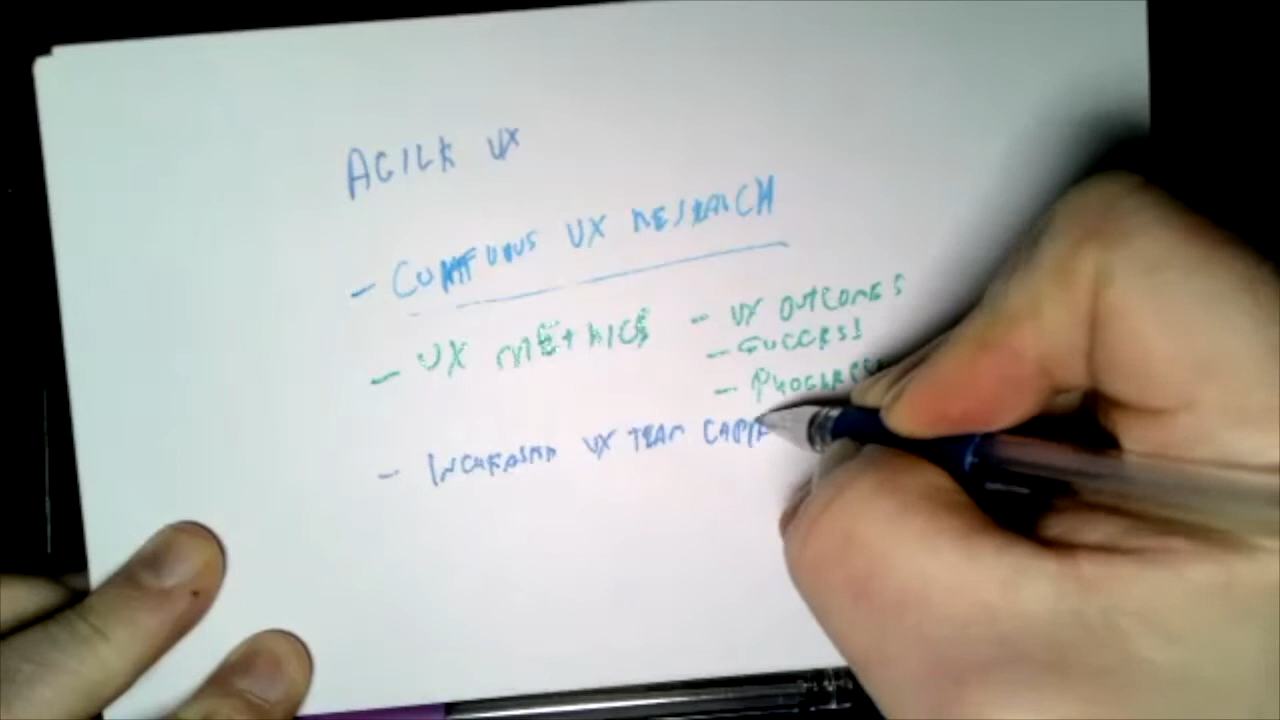 AGILE UX
- CONTINUOUS UX RESEARCH
- UX METRICS
- UX OUTCOMES
- SUCCESS
- PROGRESS
- INCREASED UX TEAM